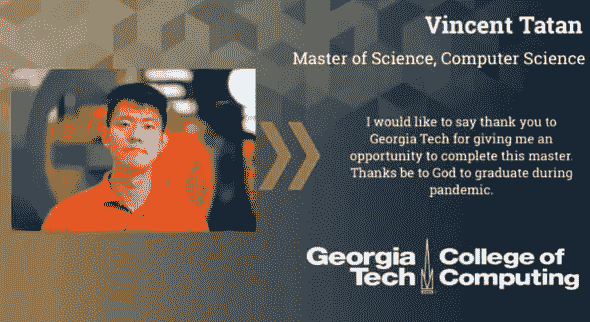 Vincent Tatan
Master of Science, Computer Science
I would like to say thank you to
Georgia Tech for giving me an
opportunity to complete this master.
Thanks be to God to graduate during
pandemic.
Georgia Tech
College of Computing